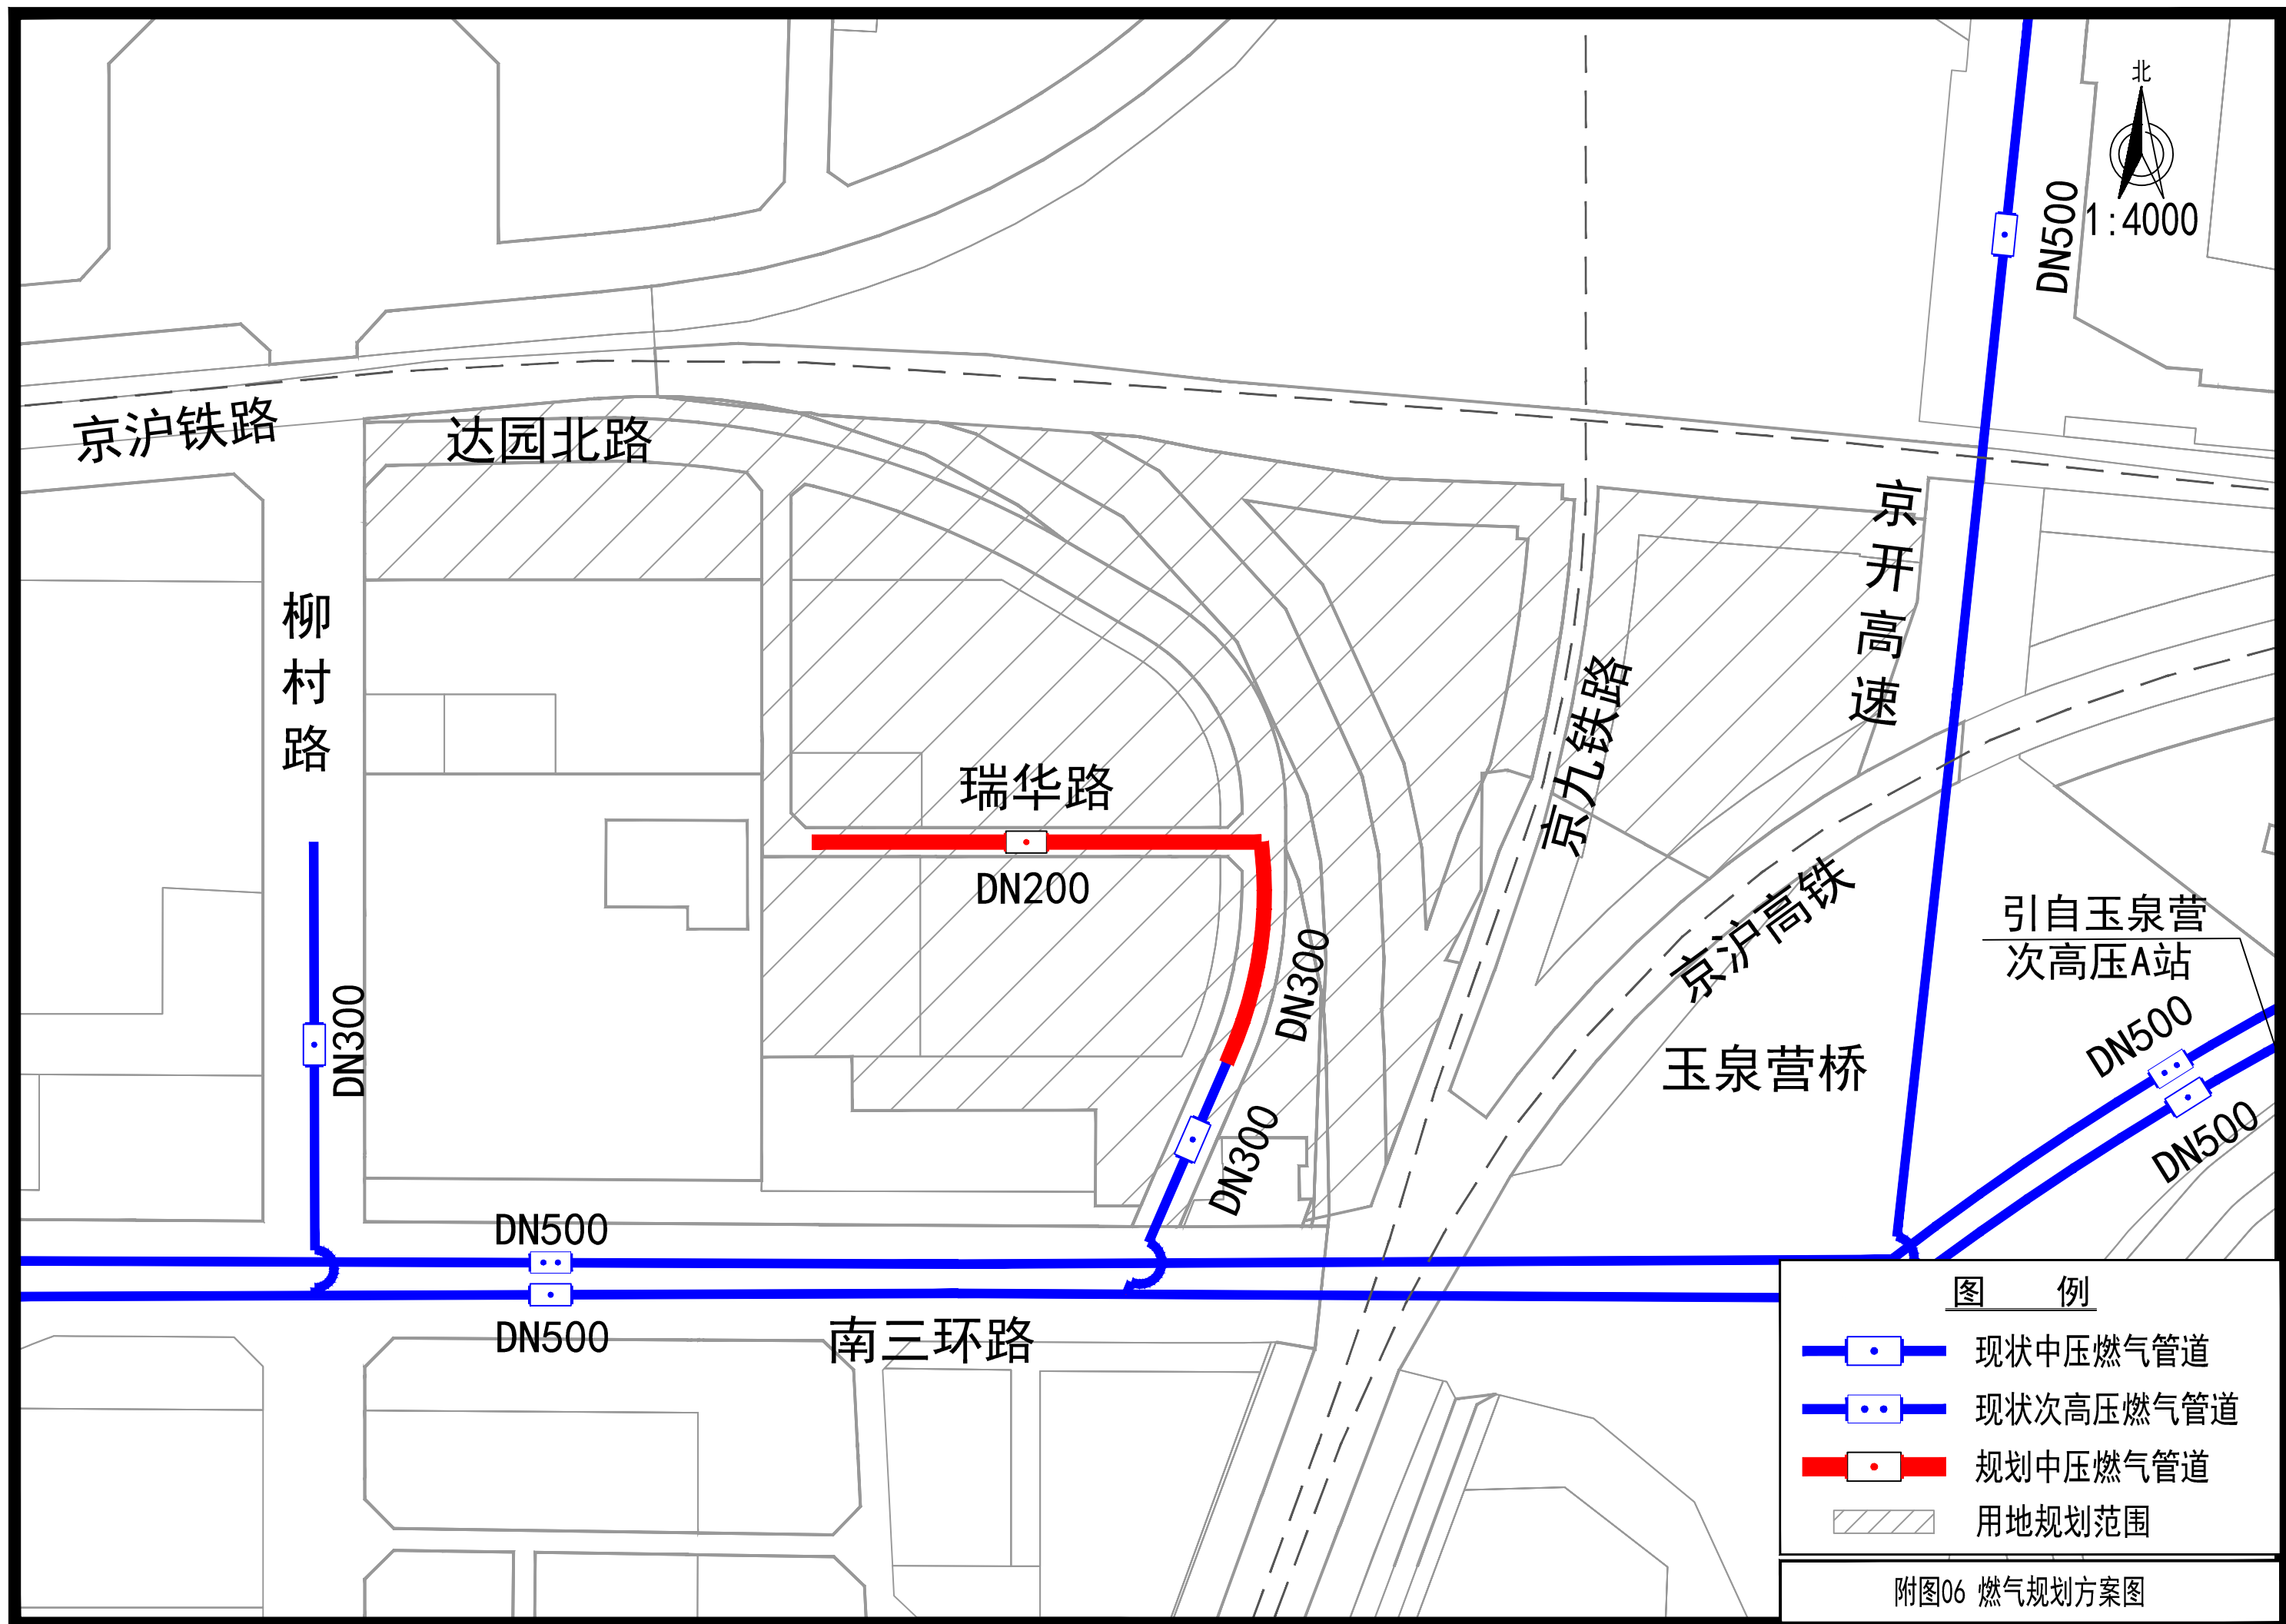 北
1:4000
DN500
京沪铁路
达园北路
京开高速
柳村路
京九铁路
瑞华路
DN200
京沪高铁
引自玉泉营
次高压A站
DN300
DN300
DN500
玉泉营桥
DN500
DN300
DN500
DN500
南三环路
图 例
现状中压燃气管道
现状次高压燃气管道
规划中压燃气管道
用地规划范围
附图06 燃气规划方案图